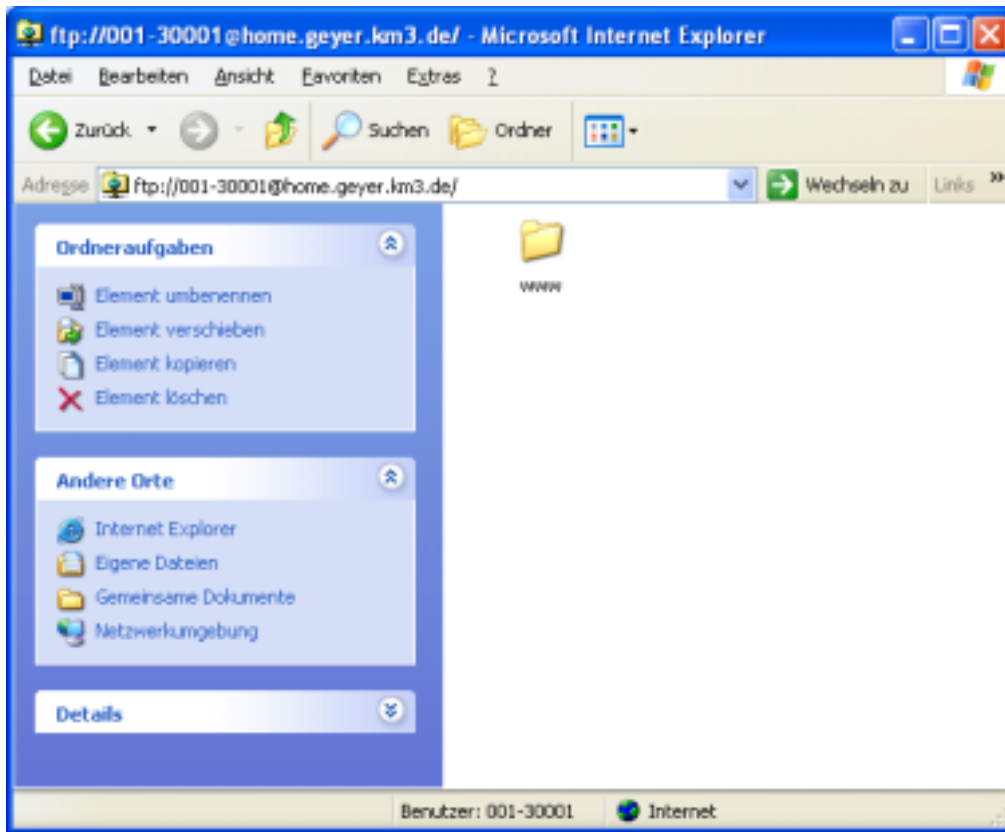 ftp://001-30001@home.geyer.km3.de/ - Microsoft Internet Explorer
Datei Bearbeiten Ansicht Favoriten Extras ?
Zurück Suchen Ordner
Adresse ftp://001-30001@home.geyer.km3.de/ Wechseln zu Links »
Ordneraufgaben
Element umbenennen
Element verschieben
Element kopieren
Element löschen
Andere Orte
Internet Explorer
Eigene Dateien
Gemeinsame Dokumente
Netzwerkumgebung
Details
www
Benutzer: 001-30001 Internet